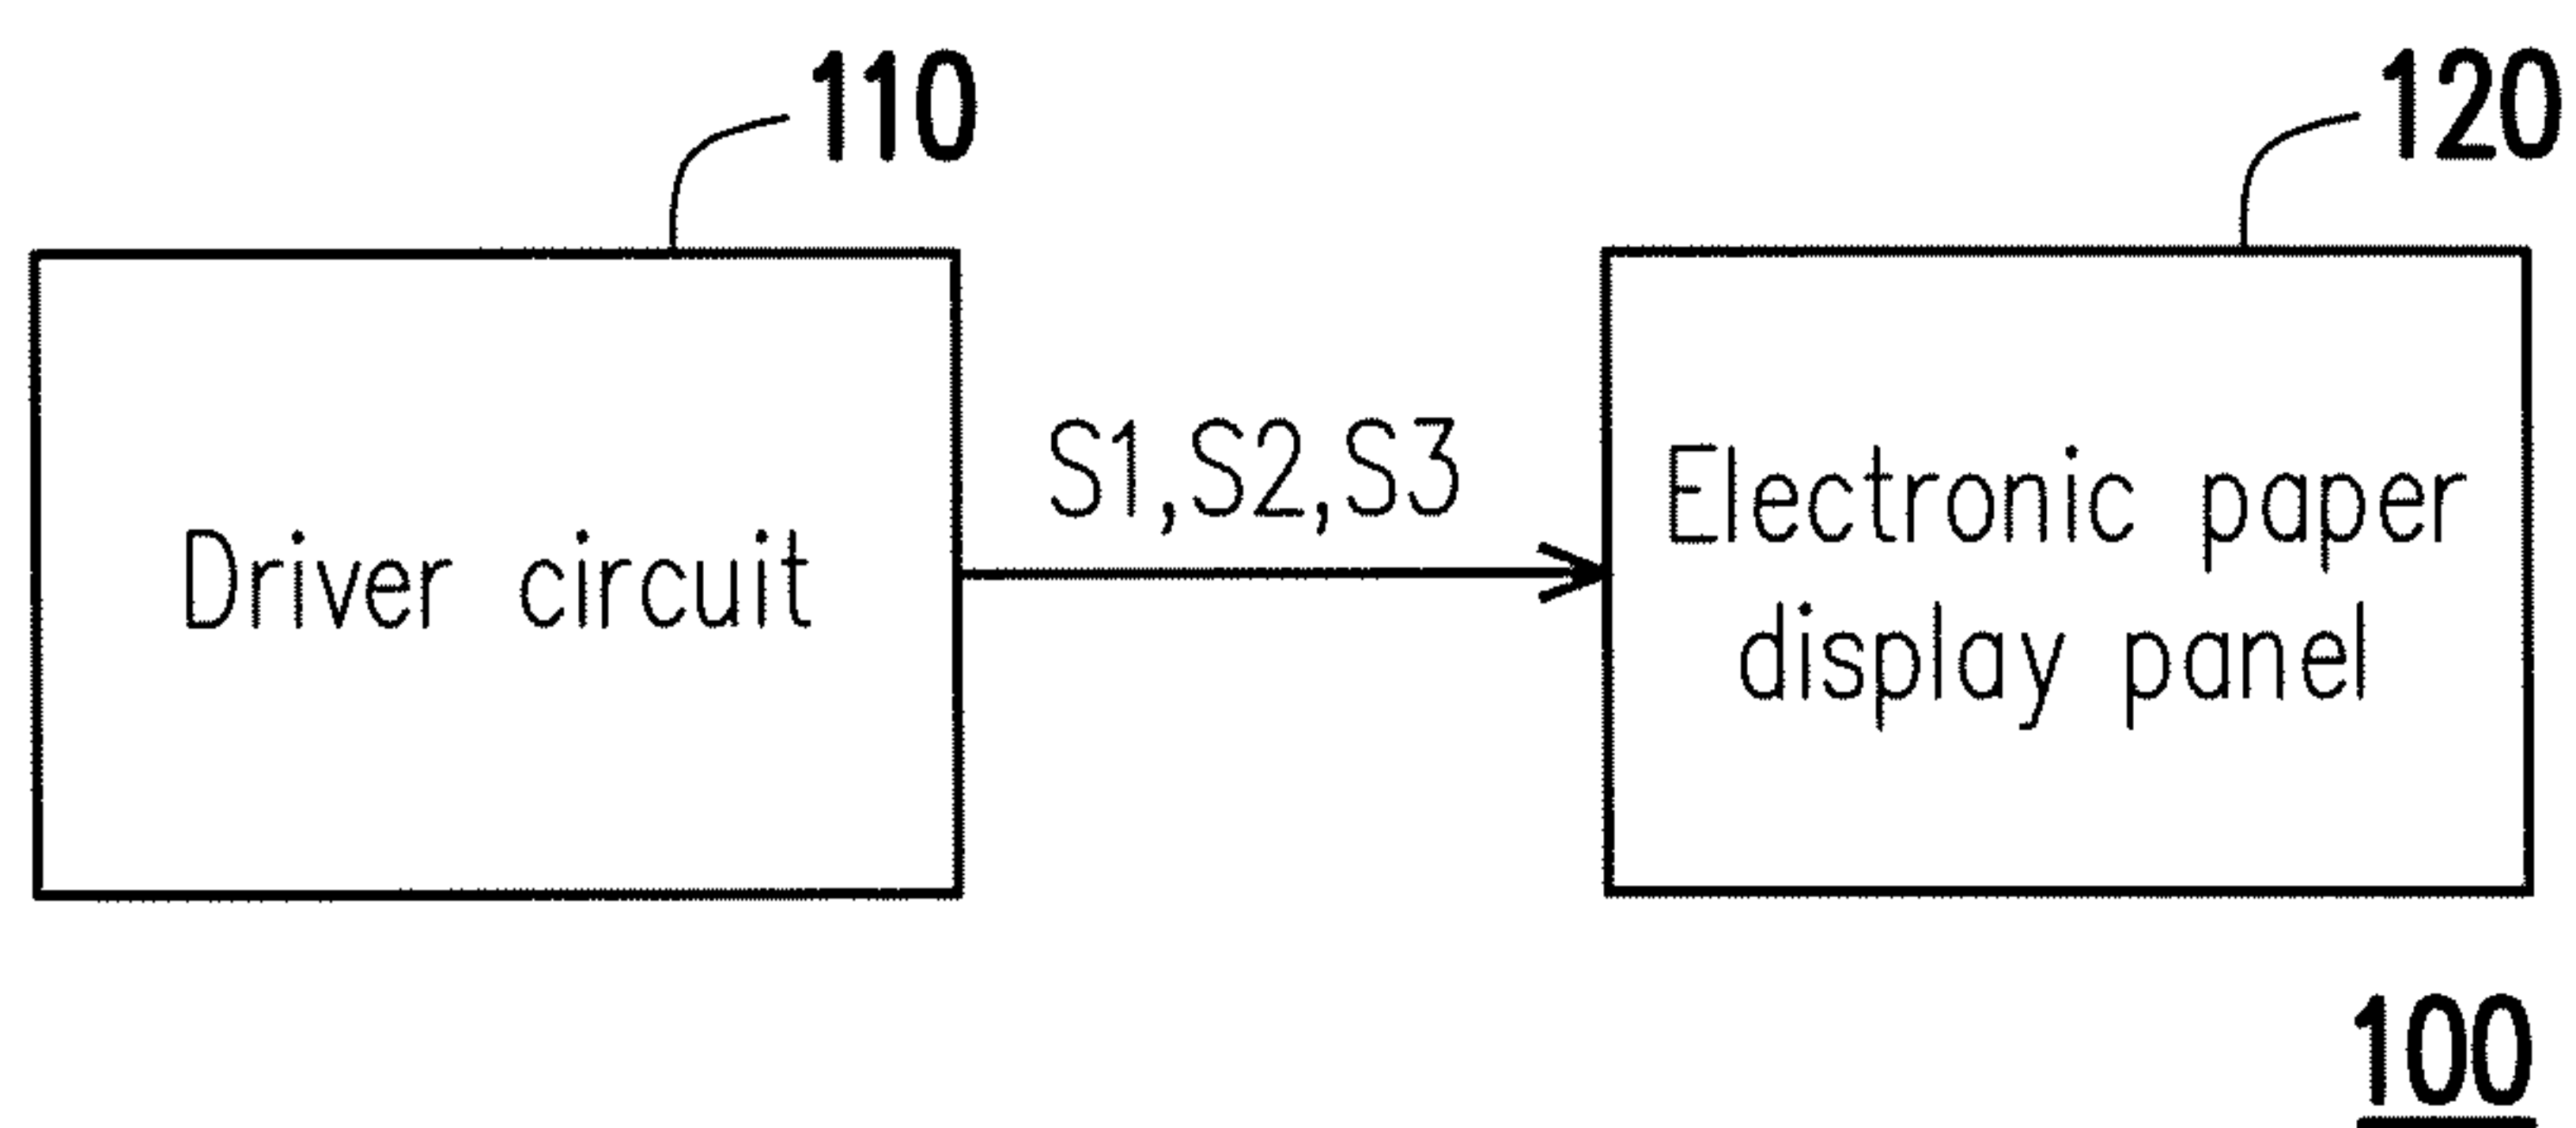 110
120
Driver circuit
S1,S2,S3
Electronic paper
display panel
100